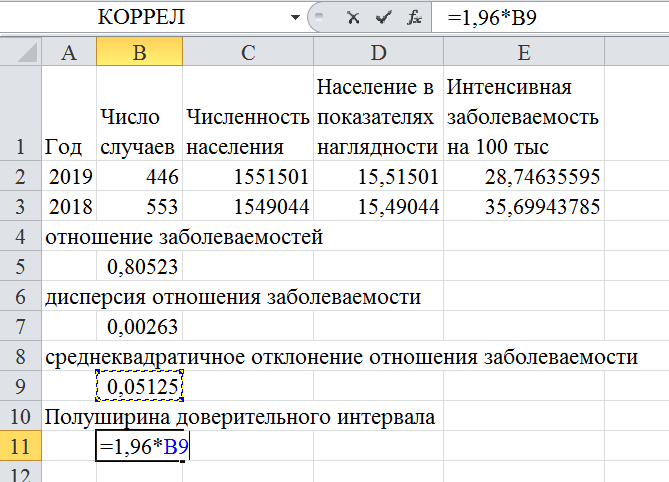 КОРРЕЛ fx =1,96*B9
A B C D E
Население в Интенсивная
Число Численность показателях заболеваемость
1 Год случаев населения наглядности на 100 тыс
2 2019 446 1551501 15,51501 28,74635595
3 2018 553 1549044 15,49044 35,69943785
4 отношение заболеваемостей
5 0,80523
6 дисперсия отношения заболеваемости
7 0,00263
8 среднеквадратичное отклонение отношения заболеваемости
9 0,05125
10 Полуширина доверительного интервала
11 =1,96*B9
12